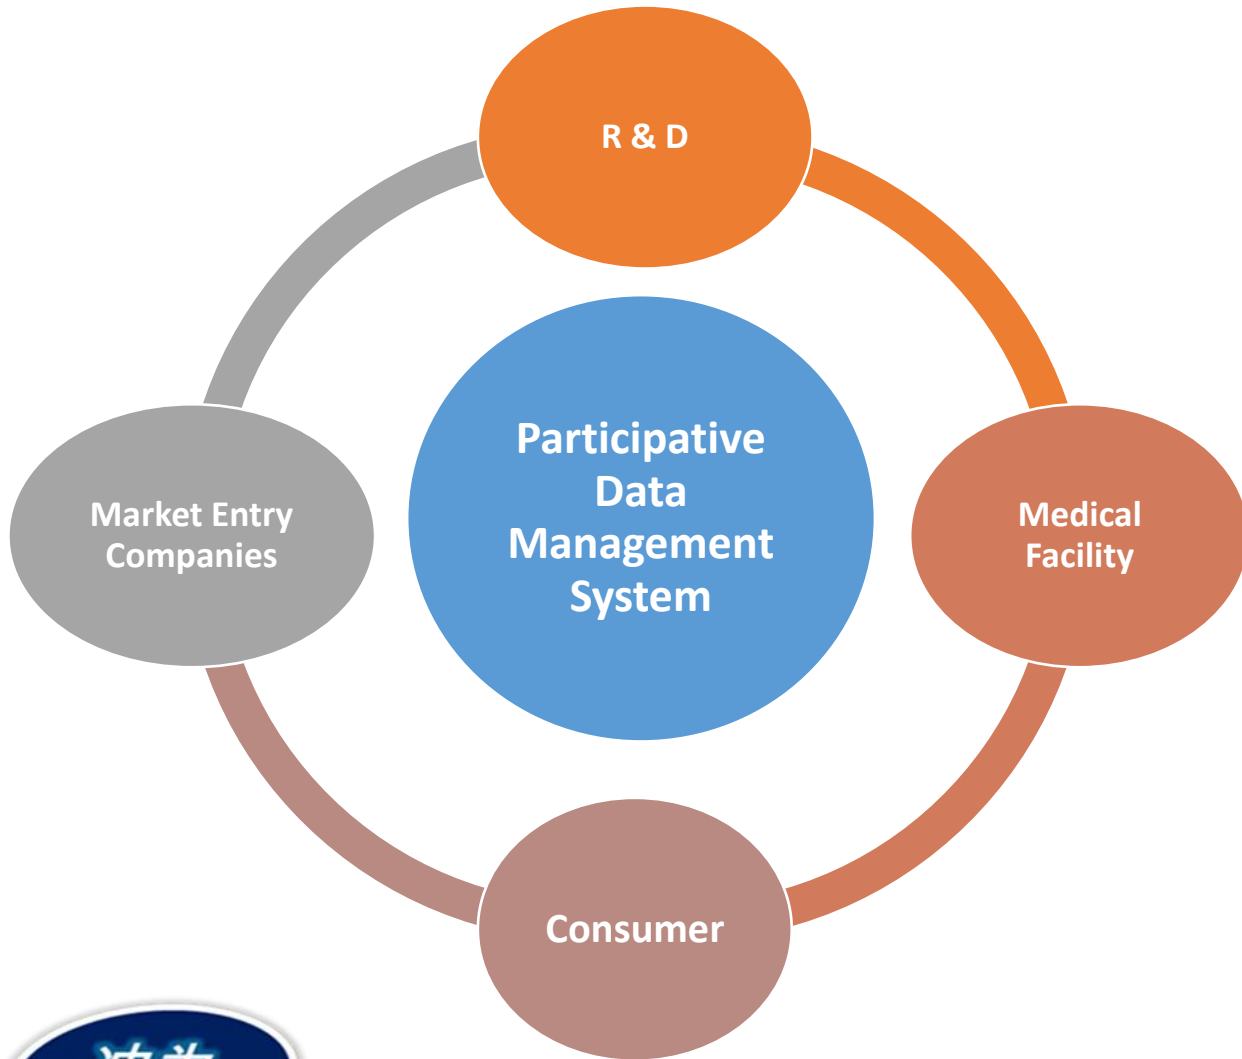 R & D
Participative
Data
Management
System
Market Entry
Companies
Medical
Facility
Consumer